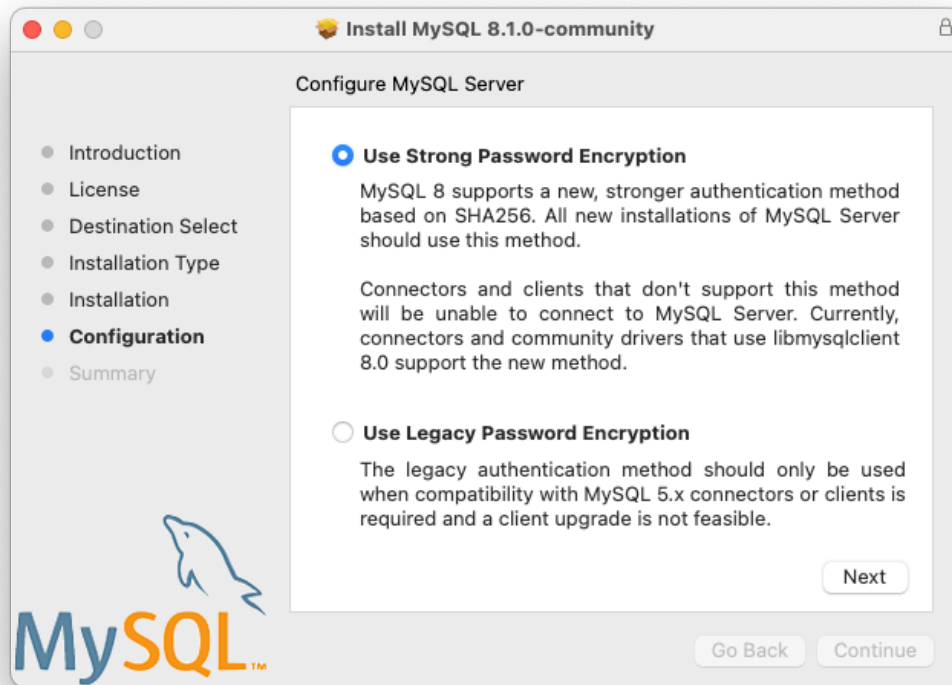 Install MySQL 8.1.0-community
Configure MySQL Server
Introduction
License
Destination Select
Installation Type
Installation
Configuration
Summary
Use Strong Password Encryption
MySQL 8 supports a new, stronger authentication method
based on SHA256. All new installations of MySQL Server
should use this method.
Connectors and clients that don't support this method
will be unable to connect to MySQL Server. Currently,
connectors and community drivers that use libmysqlclient
8.0 support the new method.
Use Legacy Password Encryption
The legacy authentication method should only be used
when compatibility with MySQL 5.x connectors or clients is
required and a client upgrade is not feasible.
Next
MySQL™
Go Back
Continue